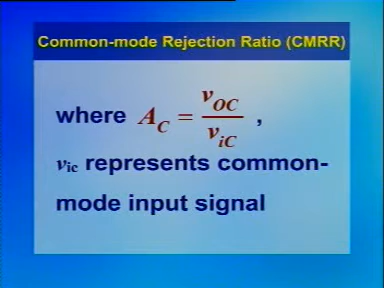 Common-mode Rejection Ratio (CMRR)
where A_C = v_OC / v_iC ,
v_ic represents common-
mode input signal